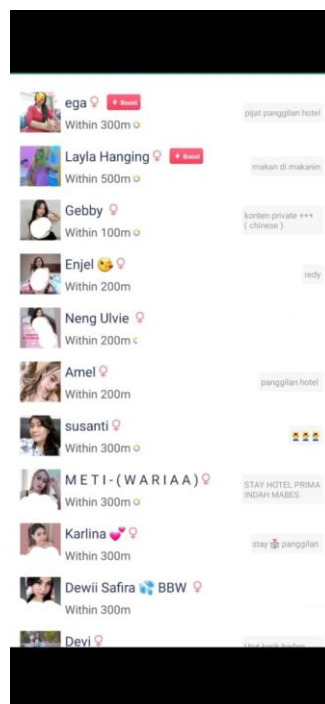 ega ♀ + Boost
Within 300m
pijat panggilan hotel
Layla Hanging ♀ + Boost
Within 500m
makan di makanin
Gebby ♀
Within 100m
konten private +++
( chinese )
Enjel 😘 ♀
Within 200m
redy
Neng Ulvie ♀
Within 200m
Amel ♀
Within 200m
panggilan hotel
susanti ♀
Within 300m
💆💆💆
M E T I - ( W A R I A A ) ♀
Within 300m
STAY HOTEL PRIMA
INDAH MABES
Karlina 💕 ♀
Within 300m
stay 🏩 panggilan
Dewii Safira 💦 BBW ♀
Within 300m
Devi ♀